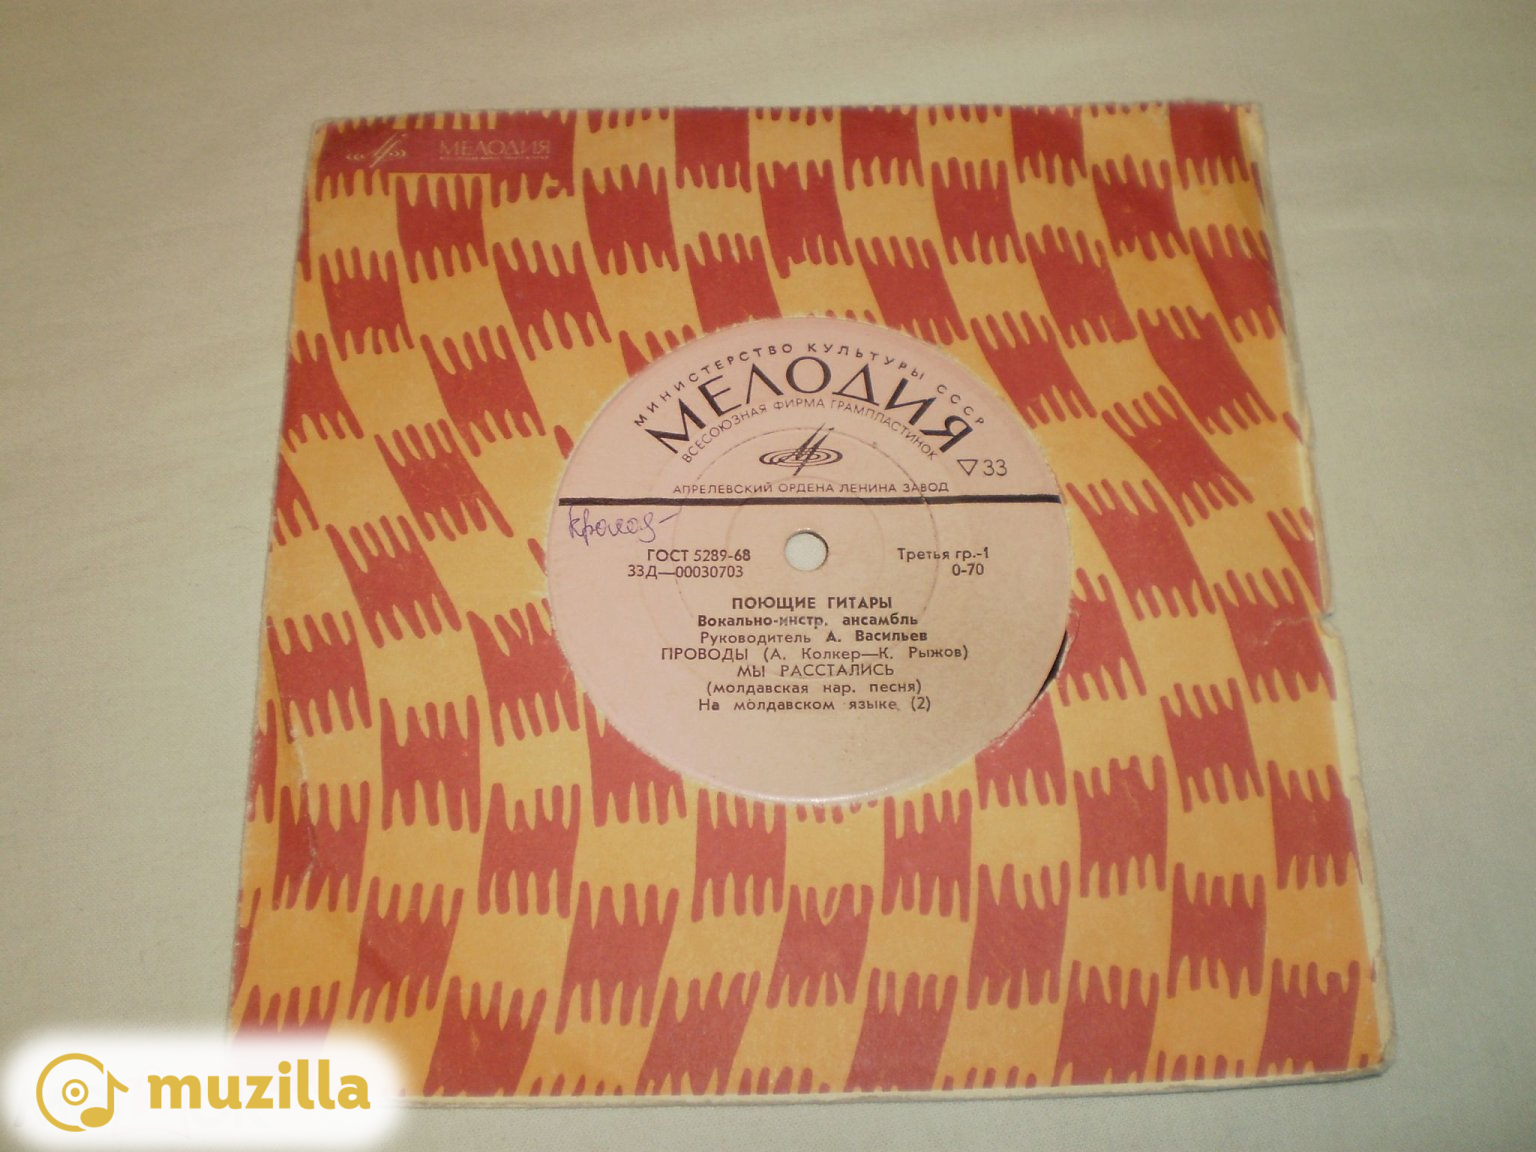 МЕЛОДИЯ
МИНИСТЕРСТВО КУЛЬТУРЫ СССР
МЕЛОДИЯ
ВСЕСОЮЗНАЯ ФИРМА ГРАМПЛАСТИНОК
▽33
АПРЕЛЕВСКИЙ ОРДЕНА ЛЕНИНА ЗАВОД
ГОСТ 5289-68
Третья гр.-1
33Д—00030703
0-70
ПОЮЩИЕ ГИТАРЫ
Вокально-инстр. ансамбль
Руководитель А. Васильев
ПРОВОДЫ (А. Колкер—К. Рыжов)
МЫ РАССТАЛИСЬ
(молдавская нар. песня)
На молдавском языке (2)
muzilla